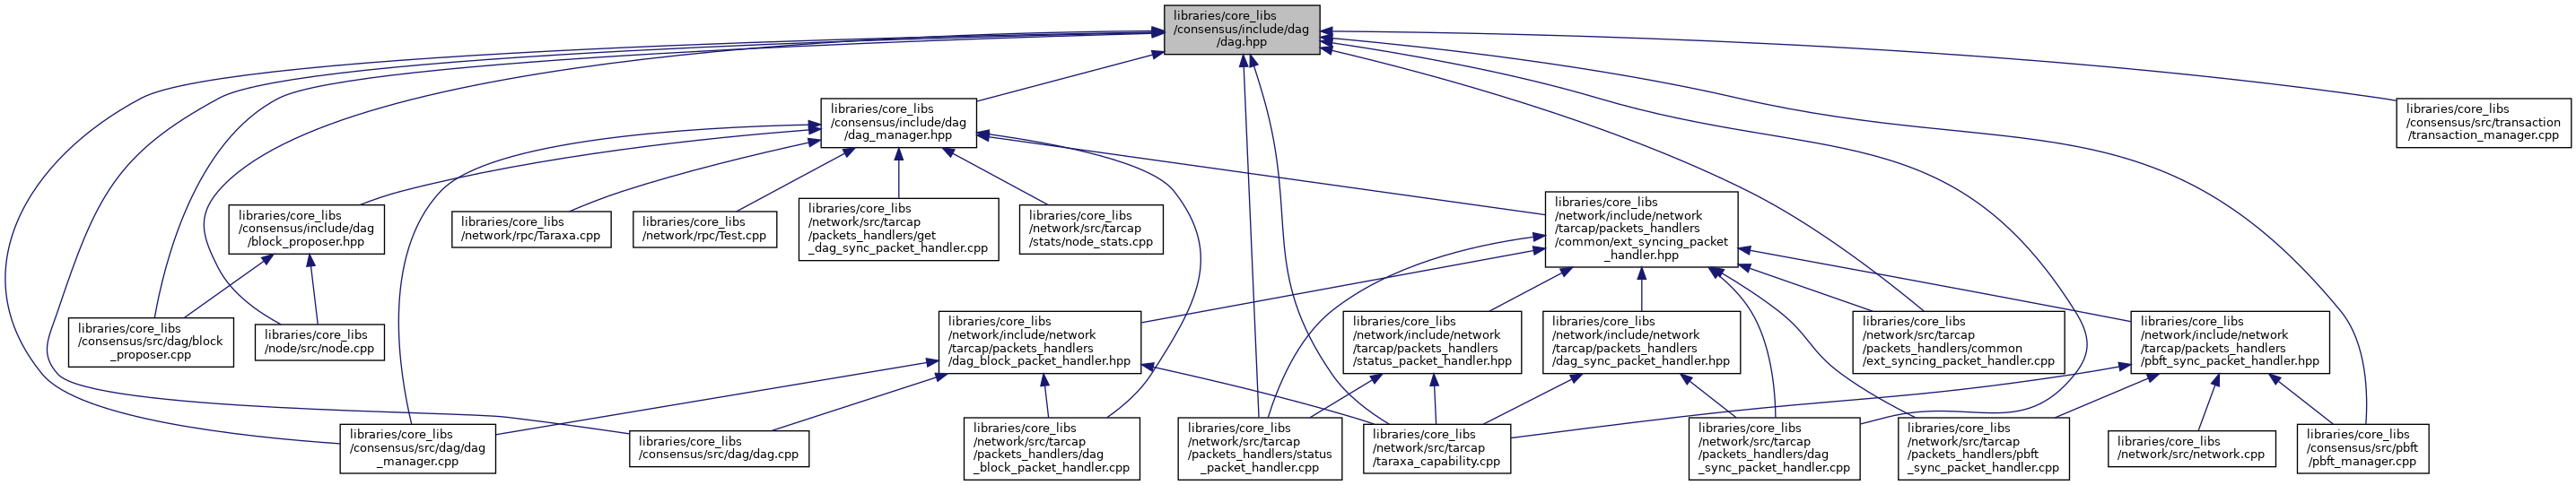 libraries/core_libs
/consensus/include/dag
/dag.hpp
libraries/core_libs
/consensus/include/dag
/dag_manager.hpp
libraries/core_libs
/consensus/src/transaction
/transaction_manager.cpp
libraries/core_libs
/consensus/include/dag
/block_proposer.hpp
libraries/core_libs
/network/rpc/Taraxa.cpp
libraries/core_libs
/network/rpc/Test.cpp
libraries/core_libs
/network/src/tarcap
/packets_handlers/get
_dag_sync_packet_handler.cpp
libraries/core_libs
/network/src/tarcap
/stats/node_stats.cpp
libraries/core_libs
/network/include/network
/tarcap/packets_handlers
/common/ext_syncing_packet
_handler.hpp
libraries/core_libs
/consensus/src/dag/block
_proposer.cpp
libraries/core_libs
/node/src/node.cpp
libraries/core_libs
/network/include/network
/tarcap/packets_handlers
/dag_block_packet_handler.hpp
libraries/core_libs
/network/include/network
/tarcap/packets_handlers
/status_packet_handler.hpp
libraries/core_libs
/network/include/network
/tarcap/packets_handlers
/dag_sync_packet_handler.hpp
libraries/core_libs
/network/src/tarcap
/packets_handlers/common
/ext_syncing_packet_handler.cpp
libraries/core_libs
/network/include/network
/tarcap/packets_handlers
/pbft_sync_packet_handler.hpp
libraries/core_libs
/consensus/src/dag/dag
_manager.cpp
libraries/core_libs
/consensus/src/dag/dag.cpp
libraries/core_libs
/network/src/tarcap
/packets_handlers/dag
_block_packet_handler.cpp
libraries/core_libs
/network/src/tarcap
/packets_handlers/status
_packet_handler.cpp
libraries/core_libs
/network/src/tarcap
/taraxa_capability.cpp
libraries/core_libs
/network/src/tarcap
/packets_handlers/dag
_sync_packet_handler.cpp
libraries/core_libs
/network/src/tarcap
/packets_handlers/pbft
_sync_packet_handler.cpp
libraries/core_libs
/network/src/network.cpp
libraries/core_libs
/consensus/src/pbft
/pbft_manager.cpp